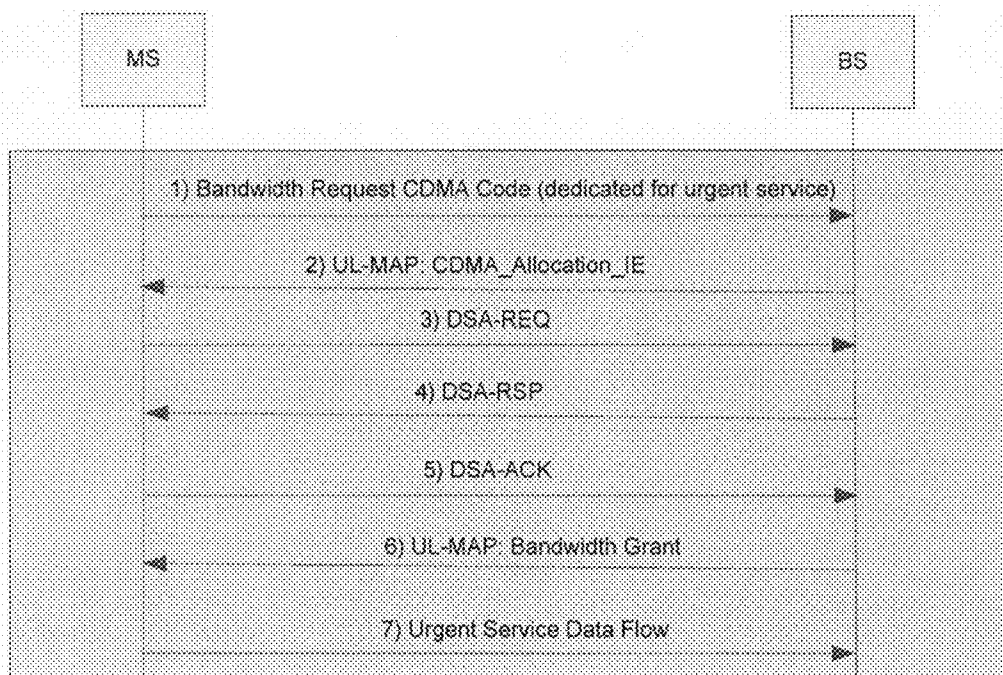 MS
BS
1) Bandwidth Request CDMA Code (dedicated for urgent service)
2) UL-MAP: CDMA_Allocation_IE
3) DSA-REQ
4) DSA-RSP
5) DSA-ACK
6) UL-MAP: Bandwidth Grant
7) Urgent Service Data Flow